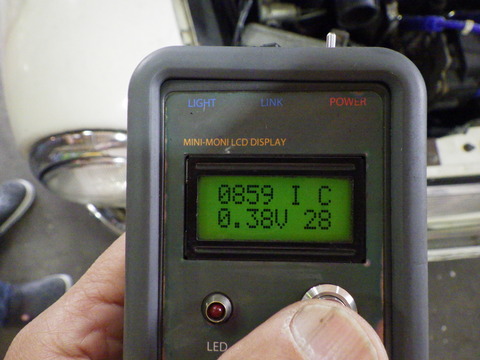 LIGHT LINK POWER
MINI-MONI LCD DISPLAY
0859 I C
0.38V 28
LED